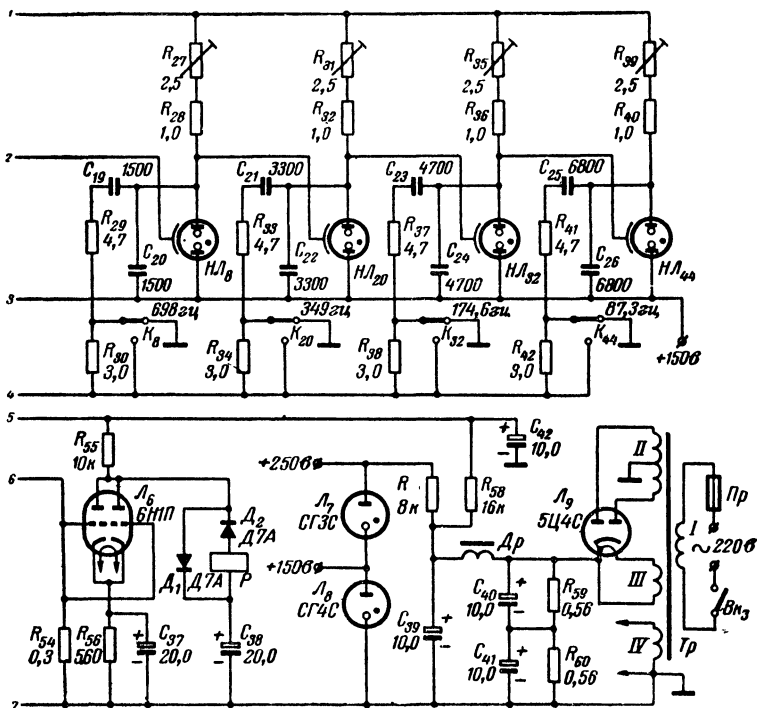 1
R27
2,5
R31
2,5
R35
2,5
R39
2,5
R28
1,0
R32
1,0
R36
1,0
R40
1,0
2
C19
1500
C21
3300
C23
4700
C25
6800
R29
4,7
R33
4,7
R37
4,7
R41
4,7
C20
1500
C22
3300
C24
4700
C26
6800
НЛ8
НЛ20
НЛ32
НЛ44
3
698гц
349гц
174,6гц
87,3гц
К8
К20
К32
К44
+150в
R30
3,0
R34
3,0
R38
3,0
R42
3,0
4
5
R55
10к
C42
+
-
10,0
6
Л6
6Н1П
+250в
Л7
СГ3С
R
8к
R58
16к
Л9
5Ц4С
II
Пр
I
~220в
Д2
Д7А
Д1
Д7А
Р
Др
+150в
Л8
СГ4С
C40
10,0
+
-
R59
0,56
III
Вк3
R54
0,3
R56
560
C37
20,0
+
-
C38
20,0
+
-
C39
10,0
+
-
C41
10,0
+
-
R60
0,56
IV
Тр
7